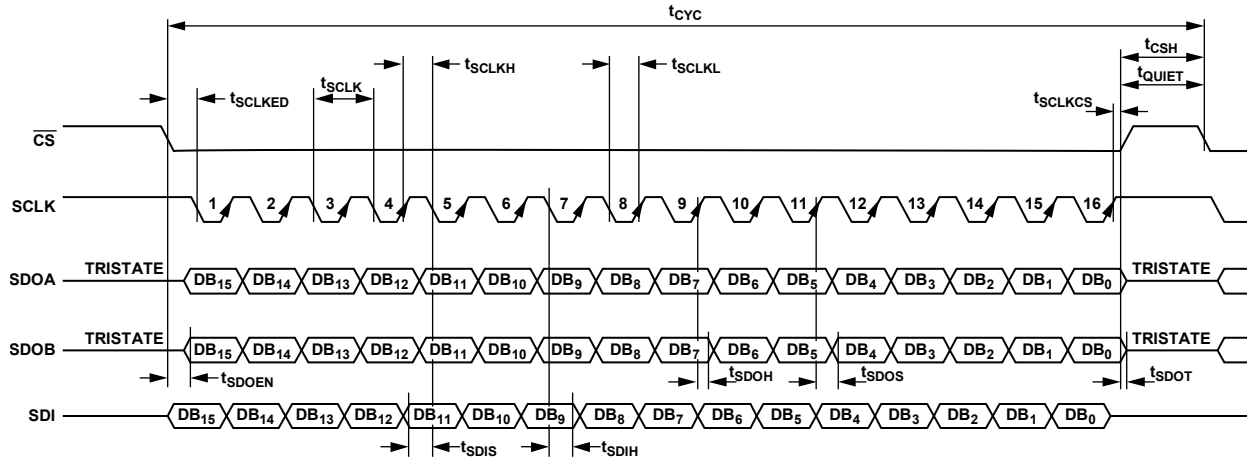 tCYC
tCSH
tSCLKH tSCLKL
tSCLK tQUIET
tSCLKED tSCLKCS
CS
SCLK 1 2 3 4 5 6 7 8 9 10 11 12 13 14 15 16
TRISTATE TRISTATE
SDOA DB15 DB14 DB13 DB12 DB11 DB10 DB9 DB8 DB7 DB6 DB5 DB4 DB3 DB2 DB1 DB0
TRISTATE TRISTATE
SDOB DB15 DB14 DB13 DB12 DB11 DB10 DB9 DB8 DB7 DB6 DB5 DB4 DB3 DB2 DB1 DB0
tSDOEN tSDOH tSDOS tSDOT
SDI DB15 DB14 DB13 DB12 DB11 DB10 DB9 DB8 DB7 DB6 DB5 DB4 DB3 DB2 DB1 DB0
tSDIS tSDIH